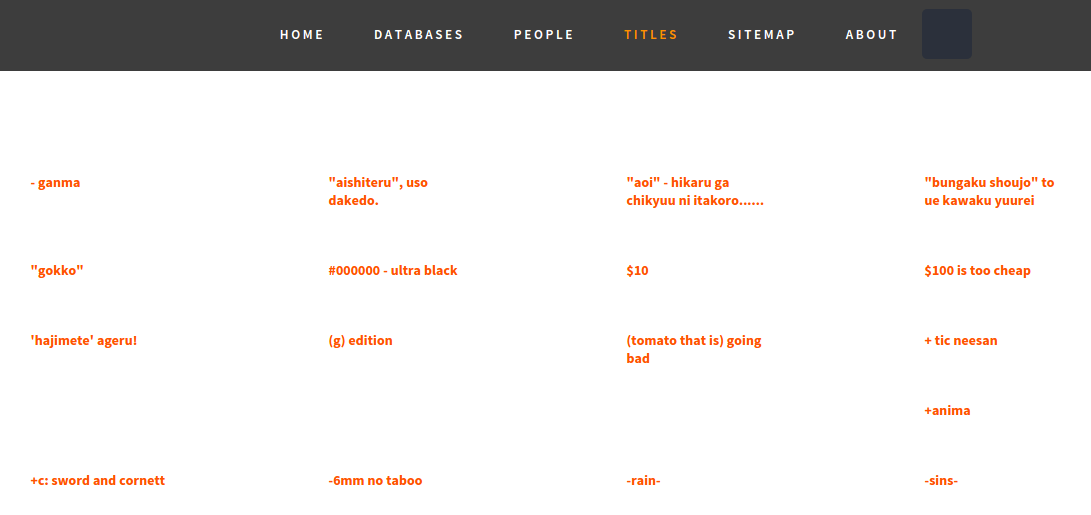 HOME DATABASES PEOPLE TITLES SITEMAP ABOUT
- ganma
"aishiteru", uso
dakedo.
"aoi" - hikaru ga
chikyuu ni itakoro......
"bungaku shoujo" to
ue kawaku yuurei
"gokko"
#000000 - ultra black
$10
$100 is too cheap
'hajimete' ageru!
(g) edition
(tomato that is) going
bad
+ tic neesan
+anima
+c: sword and cornett
-6mm no taboo
-rain-
-sins-